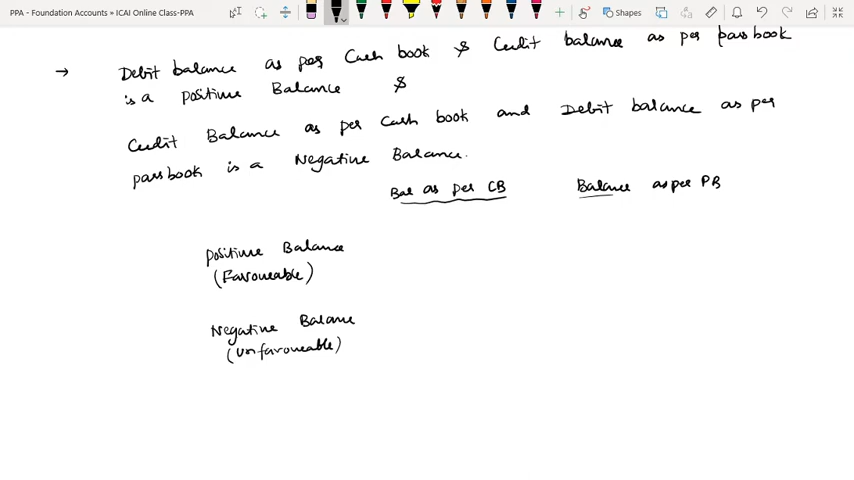 PPA - Foundation Accounts » ICAI Online Class-PPA
Shapes
→ Debit balance as per Cash book & Credit balance as per passbook
is a positive Balance &
Credit Balance as per Cash book and Debit balance as per
passbook is a Negative Balance.
Bal as per CB Balance as per PB
Positive Balance
(Favourable)
Negative Balance
(Unfavourable)